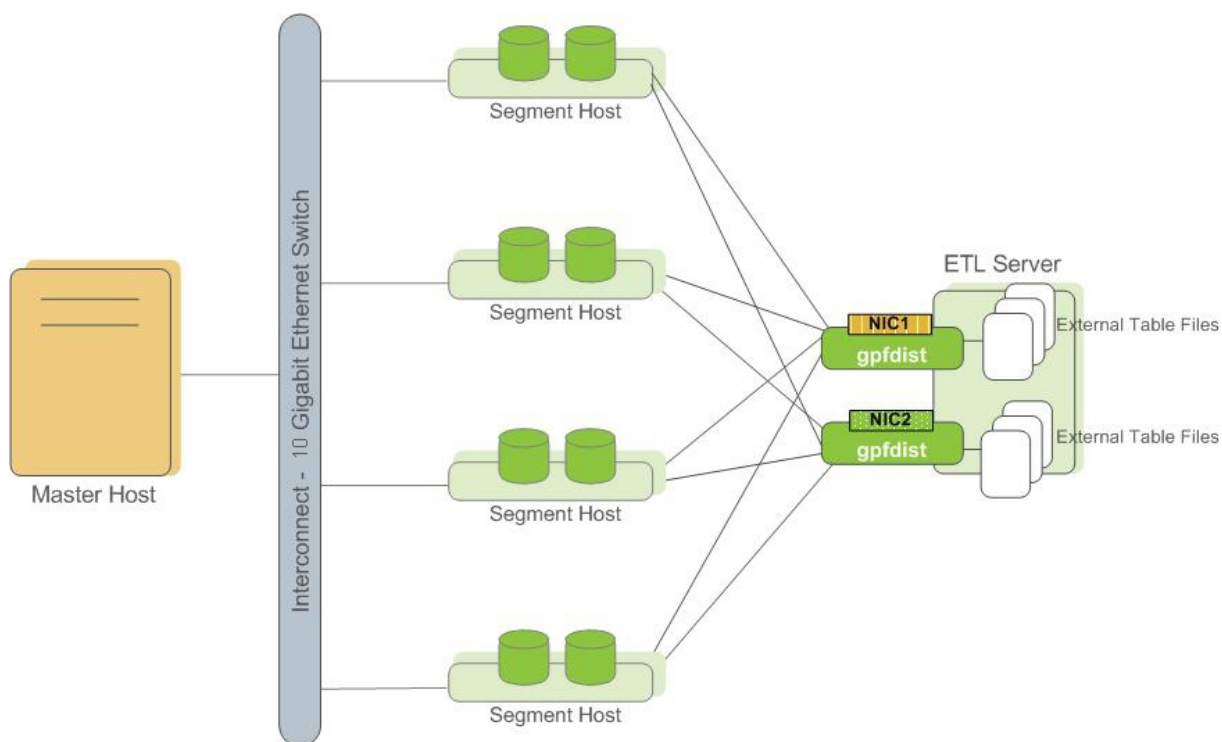 Master Host
Interconnect - 10 Gigabit Ethernet Switch
Segment Host
Segment Host
Segment Host
Segment Host
ETL Server
NIC1
gpfdist
External Table Files
NIC2
gpfdist
External Table Files